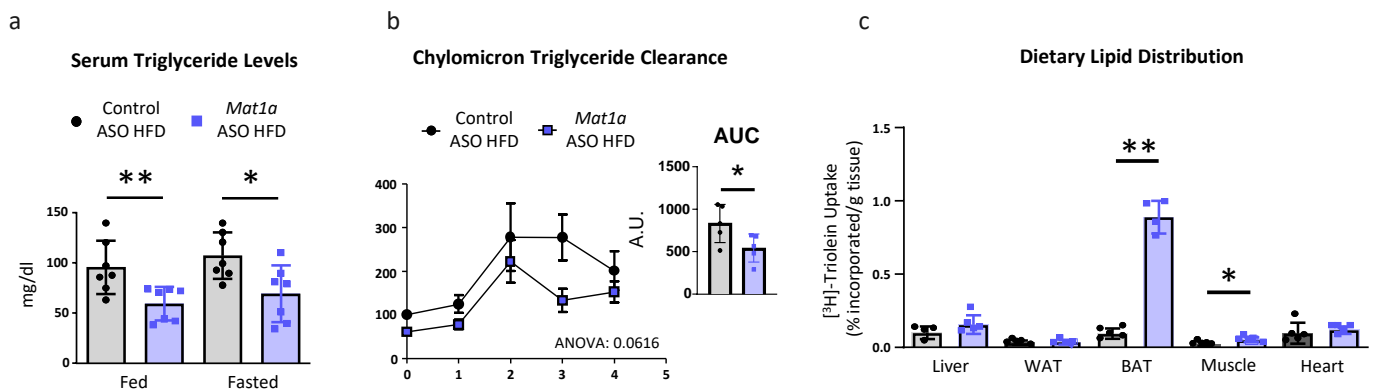 a
Serum Triglyceride Levels
Control
ASO HFD
Mat1a
ASO HFD
**
*
150
100
50
0
mg/dl
Fed
Fasted
b
Chylomicron Triglyceride Clearance
Control
ASO HFD
Mat1a
ASO HFD
400
300
200
100
0
0 1 2 3 4 5
ANOVA: 0.0616
AUC
*
1500
1000
500
0
A.U.
c
Dietary Lipid Distribution
[³H]-Triolein Uptake
(% incorporated/g tissue)
1.5
1.0
0.5
0.0
**
*
Liver
WAT
BAT
Muscle
Heart